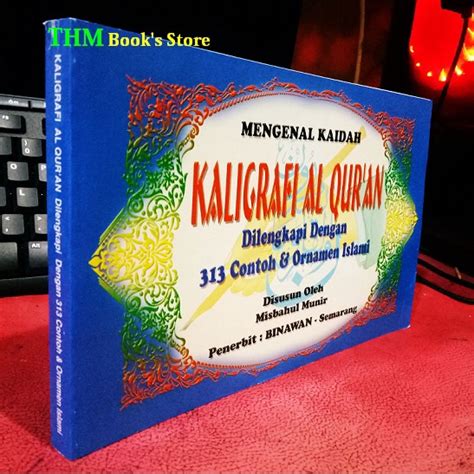 THM Book's Store
MENGENAL KAIDAH
KALIGRAFI AL QUR'AN
Dilengkapi Dengan
313 Contoh & Ornamen Islami
Disusun Oleh
Misbahul Munir
Penerbit : BINAWAN - Semarang
KALIGRAFI AL QUR'AN Dilengkapi Dengan 313 Contoh & Ornamen Islami